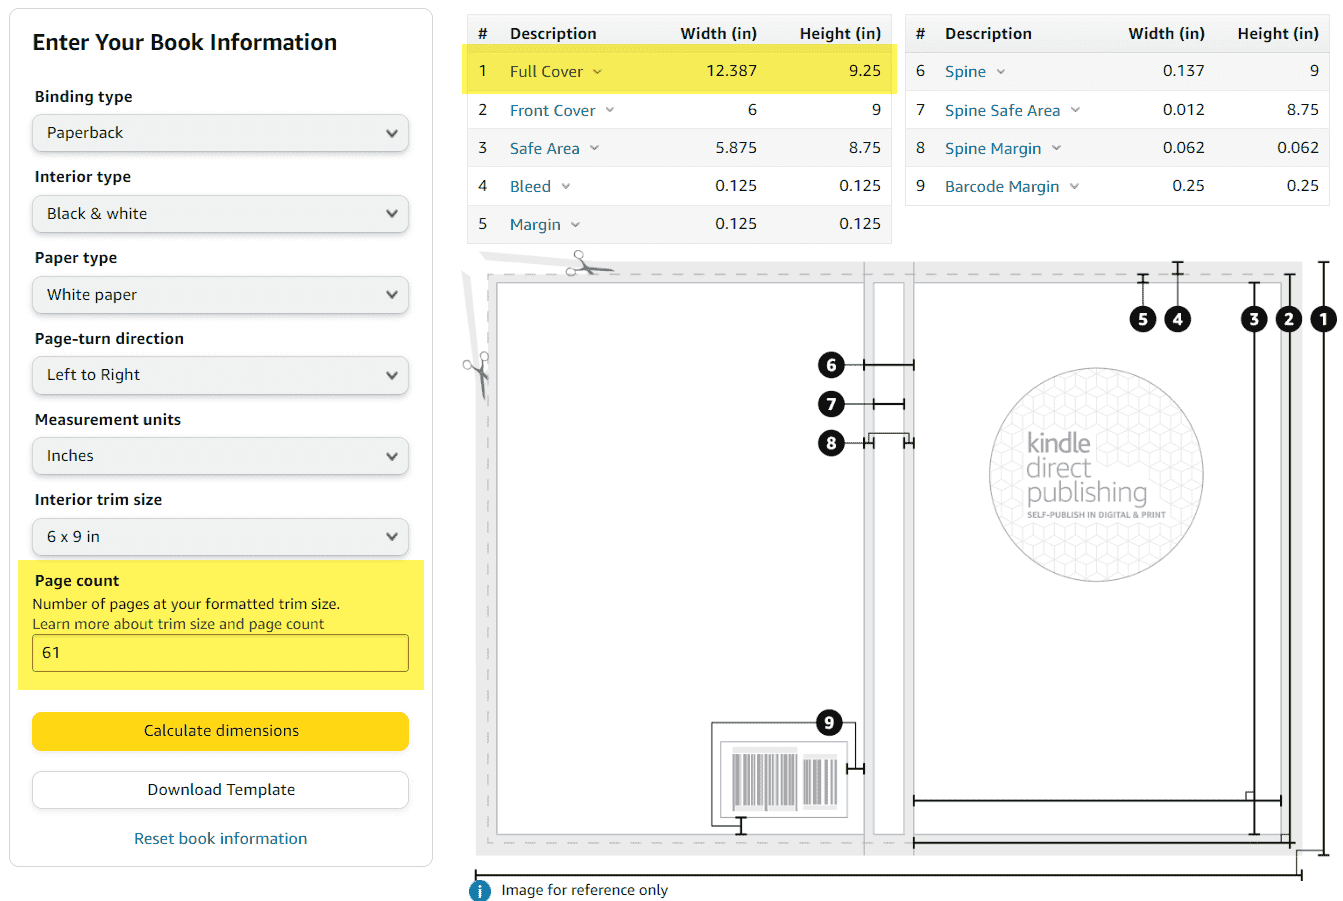 Enter Your Book Information
Binding type
Paperback
Interior type
Black & white
Paper type
White paper
Page-turn direction
Left to Right
Measurement units
Inches
Interior trim size
6 x 9 in
Page count
Number of pages at your formatted trim size.
Learn more about trim size and page count
61
Calculate dimensions
Download Template
Reset book information
# Description Width (in) Height (in)
1 Full Cover 12.387 9.25
2 Front Cover 6 9
3 Safe Area 5.875 8.75
4 Bleed 0.125 0.125
5 Margin 0.125 0.125
# Description Width (in) Height (in)
6 Spine 0.137 9
7 Spine Safe Area 0.012 8.75
8 Spine Margin 0.062 0.062
9 Barcode Margin 0.25 0.25
5 4 3 2 1
6
7
8
kindle
direct
publishing
SELF-PUBLISH IN DIGITAL & PRINT
9
i Image for reference only